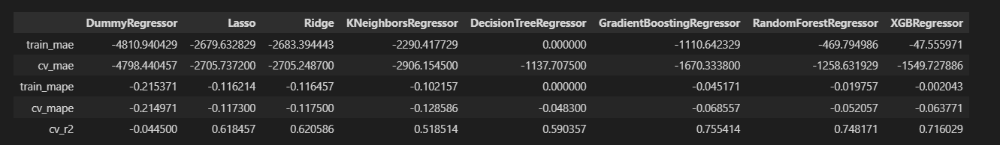 DummyRegressor Lasso Ridge KNeighborsRegressor DecisionTreeRegressor GradientBoostingRegressor RandomForestRegressor XGBRegressor
train_mae -4810.940429 -2679.632829 -2683.394443 -2290.417729 0.000000 -1110.642329 -469.794986 -47.555971
cv_mae -4798.440457 -2705.737200 -2705.248700 -2906.154500 -1137.707500 -1670.333800 -1258.631929 -1549.727886
train_mape -0.215371 -0.116214 -0.116457 -0.102157 0.000000 -0.045171 -0.019757 -0.002043
cv_mape -0.214971 -0.117300 -0.117500 -0.128586 -0.048300 -0.068557 -0.052057 -0.063771
cv_r2 -0.044500 0.618457 0.620586 0.518514 0.590357 0.755414 0.748171 0.716029